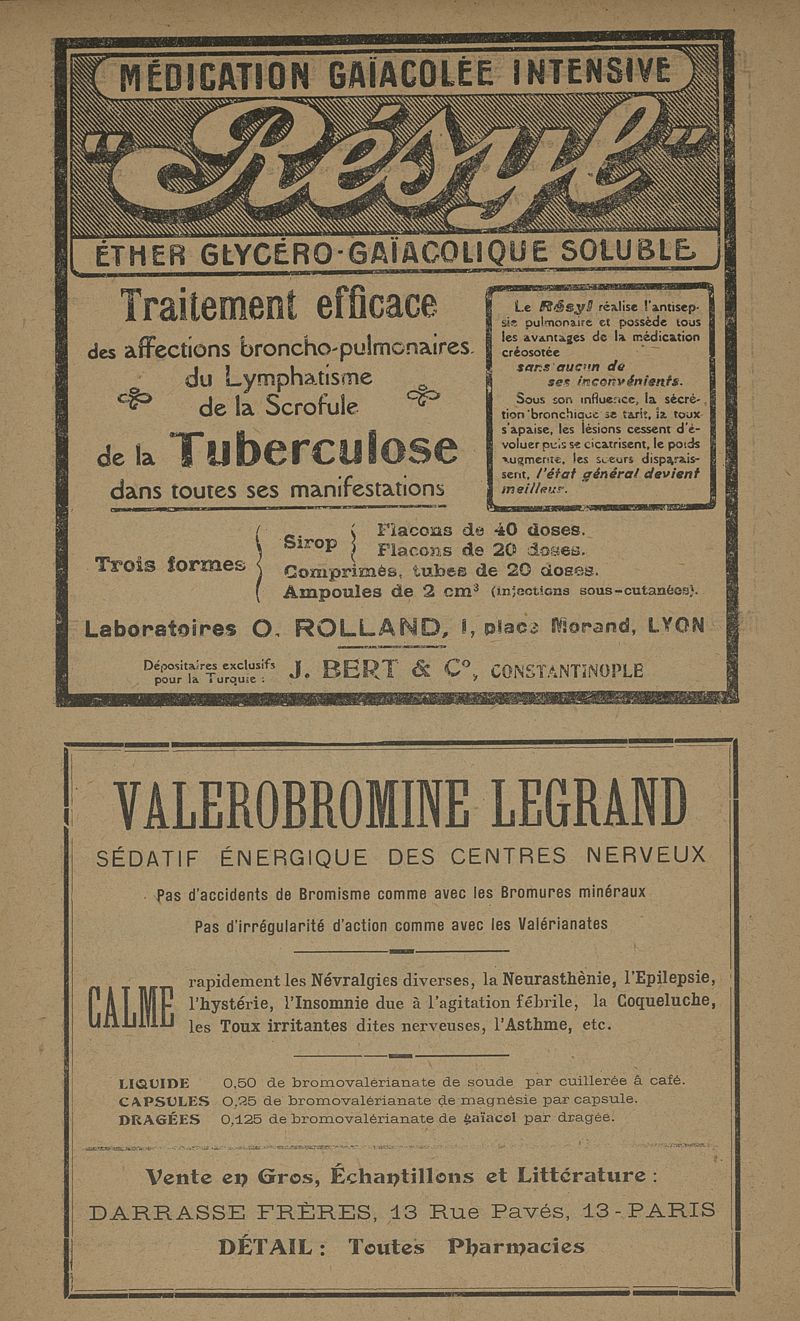 MÉDICATION GAÏACOLÉE INTENSIVE
"Résyl"
ÉTHER GLYCÉRO-GAÏACOLIQUE SOLUBLE
Traitement efficace
des affections broncho-pulmonaires.
du Lymphatisme
de la Scrofule
de la Tuberculose
dans toutes ses manifestations
Le Résyl réalise l'antisep-
sie pulmonaire et possède tous
les avantages de la médication
créosotée
sans aucun de
ses inconvénients.
Sous son influence, la sécré-
tion bronchique se tarit, la toux
s'apaise, les lésions cessent d'é-
voluer puis se cicatrisent, le poids
augmente, les sueurs disparais-
sent, l'état général devient
meilleur.
Trois formes
Sirop
Flacons de 40 doses.
Flacons de 20 doses.
Comprimés, tubes de 20 doses.
Ampoules de 2 cm³ (injections sous-cutanées).
Laboratoires O. ROLLAND, 1, place Morand, LYON
Dépositaires exclusifs
pour la Turquie :
J. BERT & Cº, CONSTANTINOPLE
VALEROBROMINE LEGRAND
SÉDATIF ÉNERGIQUE DES CENTRES NERVEUX
Pas d'accidents de Bromisme comme avec les Bromures minéraux
Pas d'irrégularité d'action comme avec les Valérianates
CALME
rapidement les Névralgies diverses, la Neurasthènie, l'Epilepsie,
l'hystérie, l'Insomnie due à l'agitation fébrile, la Coqueluche,
les Toux irritantes dites nerveuses, l'Asthme, etc.
LIQUIDE 0,50 de bromovalérianate de soude par cuillerée à café.
CAPSULES 0,25 de bromovalérianate de magnésie par capsule.
DRAGÉES 0,125 de bromovalérianate de gaïacol par dragée.
Vente en Gros, Échantillons et Littérature :
DARRASSE FRÈRES, 13 Rue Pavés, 13 - PARIS
DÉTAIL : Toutes Pharmacies